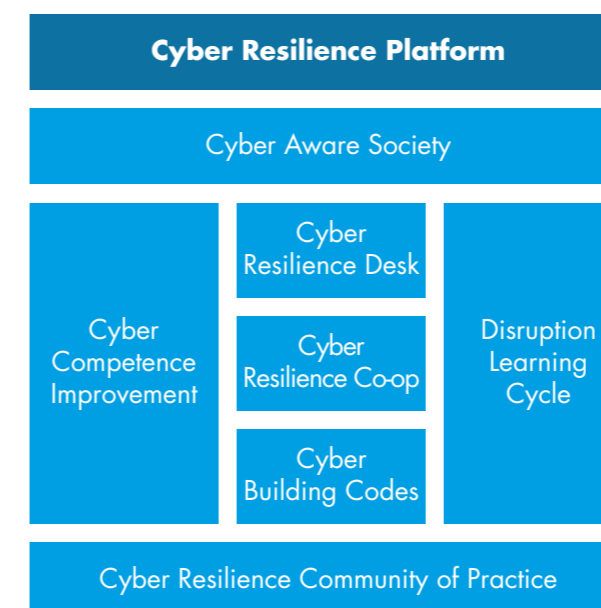 Cyber Resilience Platform
Cyber Aware Society
Cyber
Competence
Improvement
Cyber
Resilience Desk
Cyber
Resilience Co-op
Cyber
Building Codes
Disruption
Learning
Cycle
Cyber Resilience Community of Practice